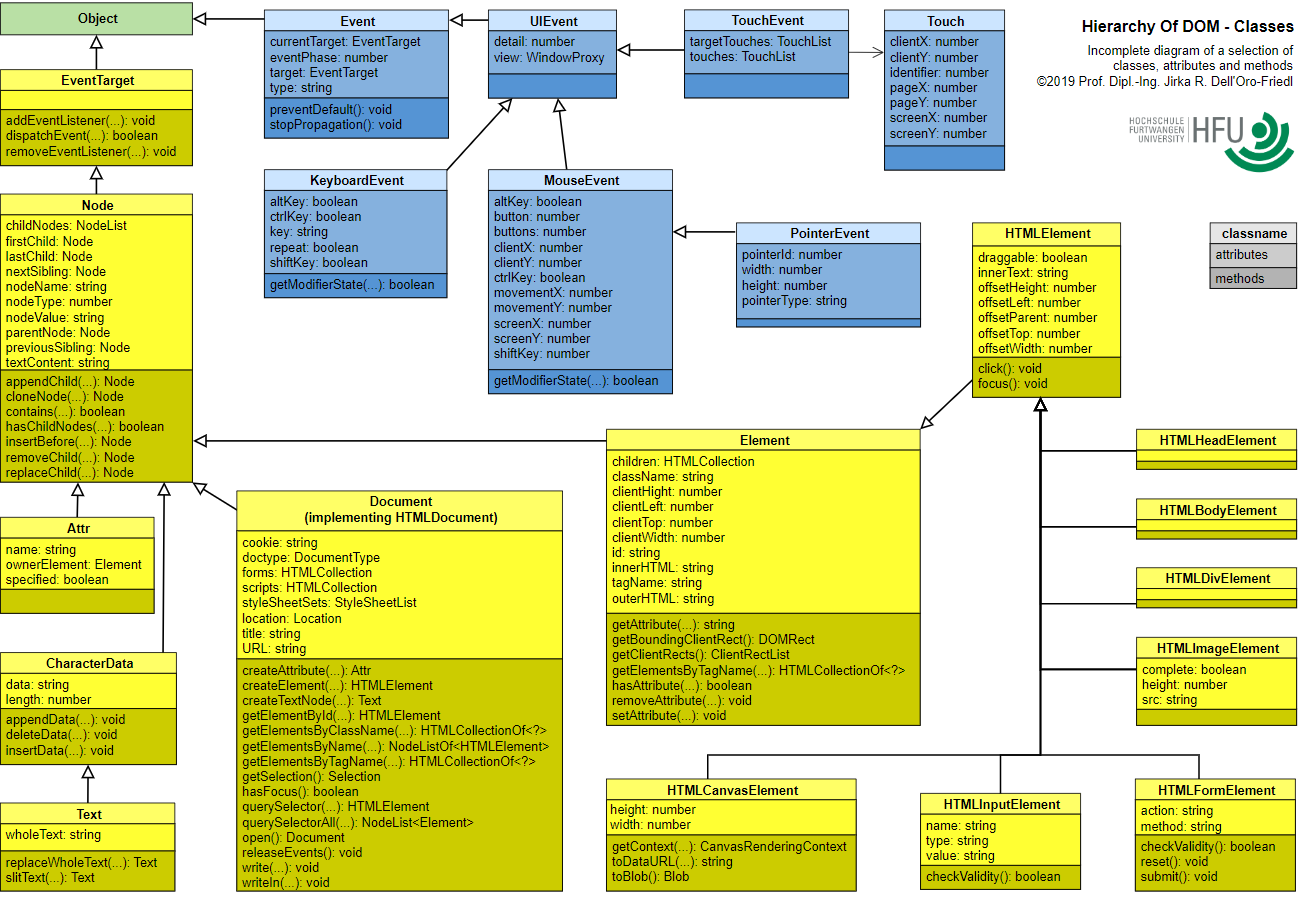 Object
EventTarget
addEventListener(...): void
dispatchEvent(...): boolean
removeEventListener(...): void
Node
childNodes: NodeList
firstChild: Node
lastChild: Node
nextSibling: Node
nodeName: string
nodeType: number
nodeValue: string
parentNode: Node
previousSibling: Node
textContent: string
appendChild(...): Node
cloneNode(...): Node
contains(...): boolean
hasChildNodes(...): boolean
insertBefore(...): Node
removeChild(...): Node
replaceChild(...): Node
Attr
name: string
ownerElement: Element
specified: boolean
CharacterData
data: string
length: number
appendData(...): void
deleteData(...): void
insertData(...): void
Text
wholeText: string
replaceWholeText(...): Text
slitText(...): Text
Event
currentTarget: EventTarget
eventPhase: number
target: EventTarget
type: string
preventDefault(): void
stopPropagation(): void
UIEvent
detail: number
view: WindowProxy
TouchEvent
targetTouches: TouchList
touches: TouchList
Touch
clientX: number
clientY: number
identifier: number
pageX: number
pageY: number
screenX: number
screenY: number
Hierarchy Of DOM - Classes
Incomplete diagram of a selection of
classes, attributes and methods
©2019 Prof. Dipl.-Ing. Jirka R. Dell'Oro-Friedl
HOCHSCHULE
FURTWANGEN
UNIVERSITY
HFU
KeyboardEvent
altKey: boolean
ctrlKey: boolean
key: string
repeat: boolean
shiftKey: boolean
getModifierState(...): boolean
MouseEvent
altKey: boolean
button: number
buttons: number
clientX: number
clientY: number
ctrlKey: boolean
movementX: number
movementY: number
screenX: number
screenY: number
shiftKey: number
getModifierState(...): boolean
PointerEvent
pointerId: number
width: number
height: number
pointerType: string
HTMLElement
draggable: boolean
innerText: string
offsetHeight: number
offsetLeft: number
offsetParent: number
offsetTop: number
offsetWidth: number
click(): void
focus(): void
classname
attributes
methods
Document
(implementing HTMLDocument)
cookie: string
doctype: DocumentType
forms: HTMLCollection
scripts: HTMLCollection
styleSheetSets: StyleSheetList
location: Location
title: string
URL: string
createAttribute(...): Attr
createElement(...): HTMLElement
createTextNode(...): Text
getElementById(...): HTMLElement
getElementsByClassName(...): HTMLCollectionOf<?>
getElementsByName(...): NodeListOf<HTMLElement>
getElementsByTagName(...): HTMLCollectionOf<?>
getSelection(): Selection
hasFocus(): boolean
querySelector(...): HTMLElement
querySelectorAll(...): NodeList<Element>
open(): Document
releaseEvents(): void
write(...): void
writeln(...): void
Element
children: HTMLCollection
className: string
clientHight: number
clientLeft: number
clientTop: number
clientWidth: number
id: string
innerHTML: string
tagName: string
outerHTML: string
getAttribute(...): string
getBoundingClientRect(): DOMRect
getClientRects(): ClientRectList
getElementsByTagName(...): HTMLCollectionOf<?>
hasAttribute(...): boolean
removeAttribute(...): void
setAttribute(...): void
HTMLHeadElement
HTMLBodyElement
HTMLDivElement
HTMLImageElement
complete: boolean
height: number
src: string
HTMLCanvasElement
height: number
width: number
getContext(...): CanvasRenderingContext
toDataURL(...): string
toBlob(): Blob
HTMLInputElement
name: string
type: string
value: string
checkValidity(): boolean
HTMLFormElement
action: string
method: string
checkValidity(): boolean
reset(): void
submit(): void